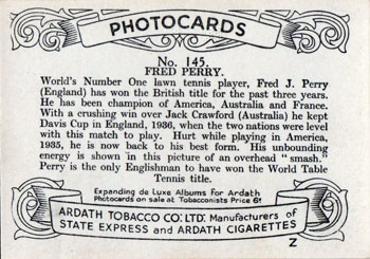 PHOTOCARDS
No. 145.
FRED PERRY.
World's Number One lawn tennis player, Fred J. Perry
(England) has won the British title for the past three years.
He has been champion of America, Australia and France.
With a crushing win over Jack Crawford (Australia) he kept
Davis Cup in England, 1936, when the two nations were level
with this match to play. Hurt while playing in America,
1935, he is now back to his best form. His unbounding
energy is shown in this picture of an overhead "smash."
Perry is the only Englishman to have won the World Table
Tennis title.
Expanding de Luxe Albums for Ardath
Photocards on sale at Tobacconists Price 6d
ARDATH TOBACCO CO: LTD: Manufacturers of
STATE EXPRESS and ARDATH CIGARETTES
Z